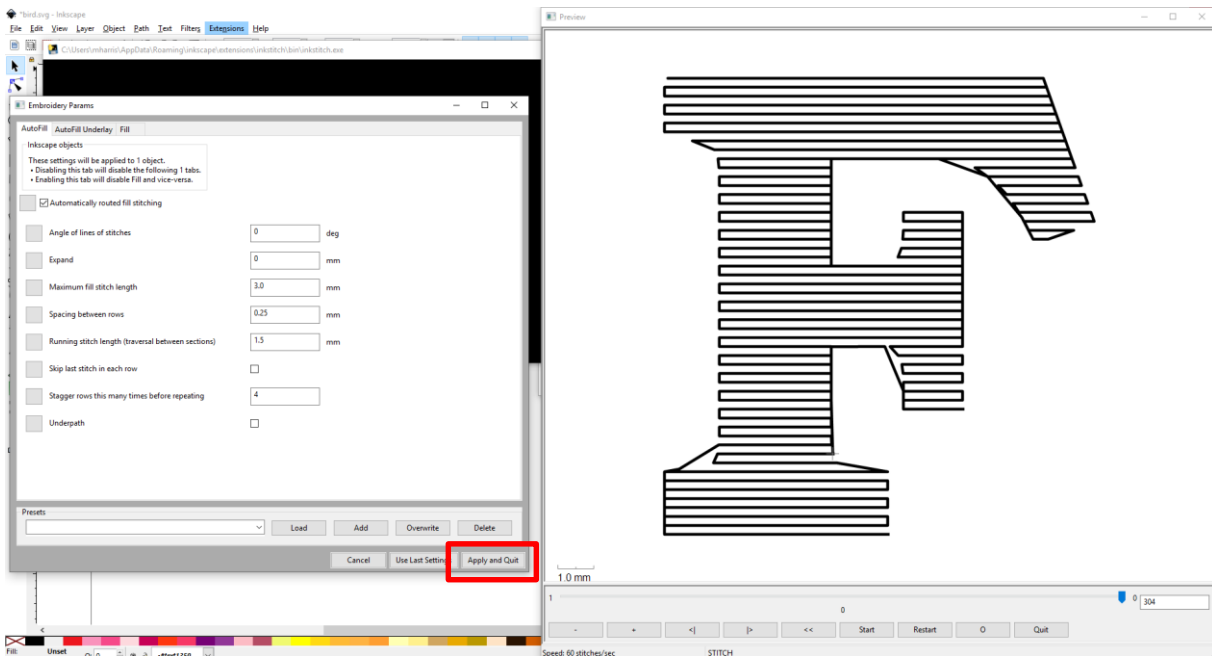 *bird.svg - Inkscape
File Edit View Layer Object Path Text Filters Extensions Help
C:\Users\mharris\AppData\Roaming\inkscape\extensions\inkstitch\bin\inkstitch.exe
Embroidery Params
AutoFill AutoFill Underlay Fill
Inkscape objects
These settings will be applied to 1 object.
• Disabling this tab will disable the following 1 tabs.
• Enabling this tab will disable Fill and vice-versa.
Automatically routed fill stitching
Angle of lines of stitches 0 deg
Expand 0 mm
Maximum fill stitch length 3.0 mm
Spacing between rows 0.25 mm
Running stitch length (traversal between sections) 1.5 mm
Skip last stitch in each row
Stagger rows this many times before repeating 4
Underpath
Presets
Load Add Overwrite Delete
Cancel Use Last Settings Apply and Quit
Fill: Unset
Preview
1.0 mm
1 0 304
0
- + <| |> << Start Restart O Quit
Speed: 60 stitches/sec STITCH